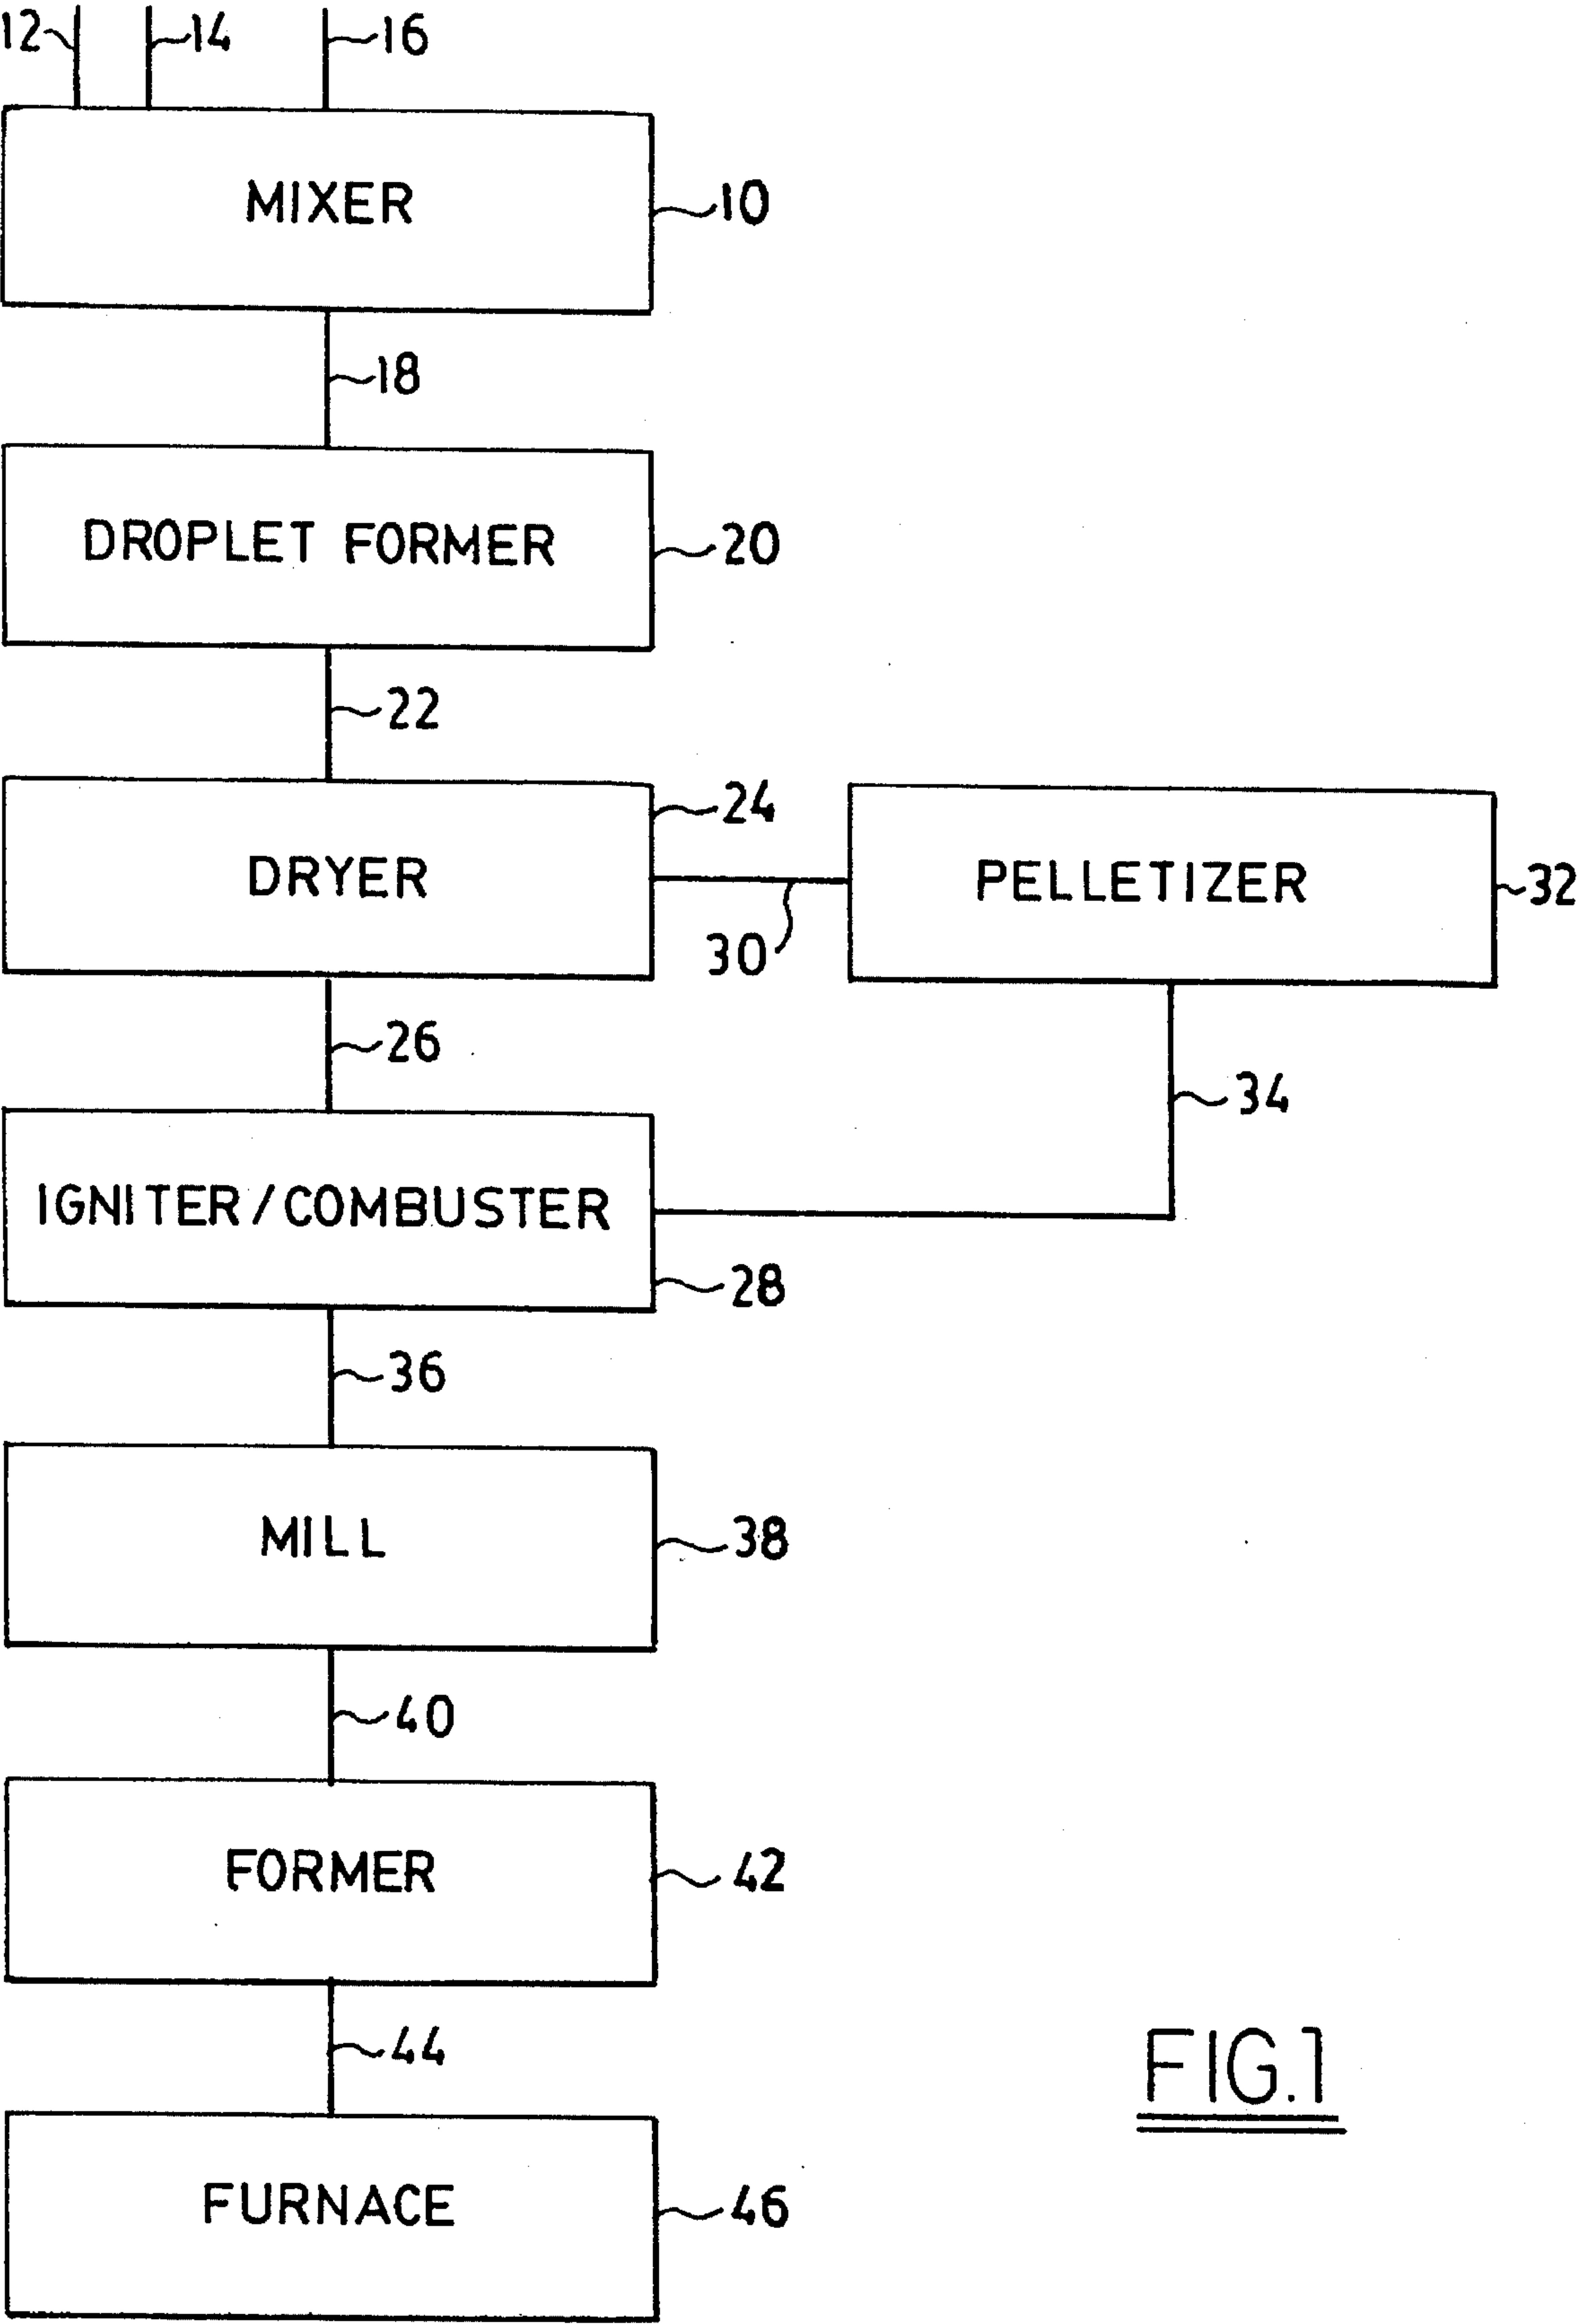 12
14
16
MIXER
10
18
DROPLET FORMER
20
22
24
DRYER
PELLETIZER
32
30
26
34
IGNITER/COMBUSTER
28
36
MILL
38
40
FORMER
42
44
FIG.1
FURNACE
46